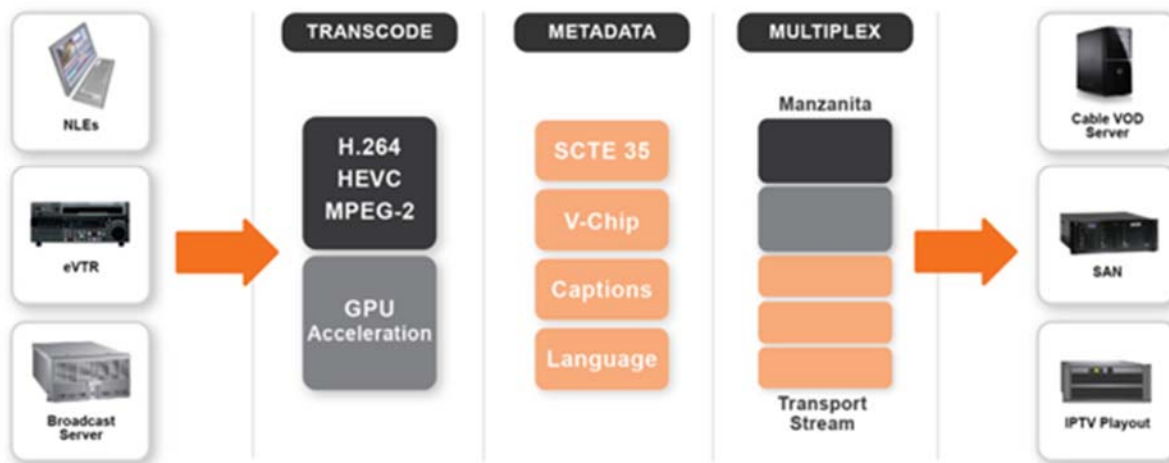 NLEs
eVTR
Broadcast
Server
TRANSCODE
H.264
HEVC
MPEG-2
GPU
Acceleration
METADATA
SCTE 35
V-Chip
Captions
Language
MULTIPLEX
Manzanita
Transport
Stream
Cable VOD
Server
SAN
IPTV Playout